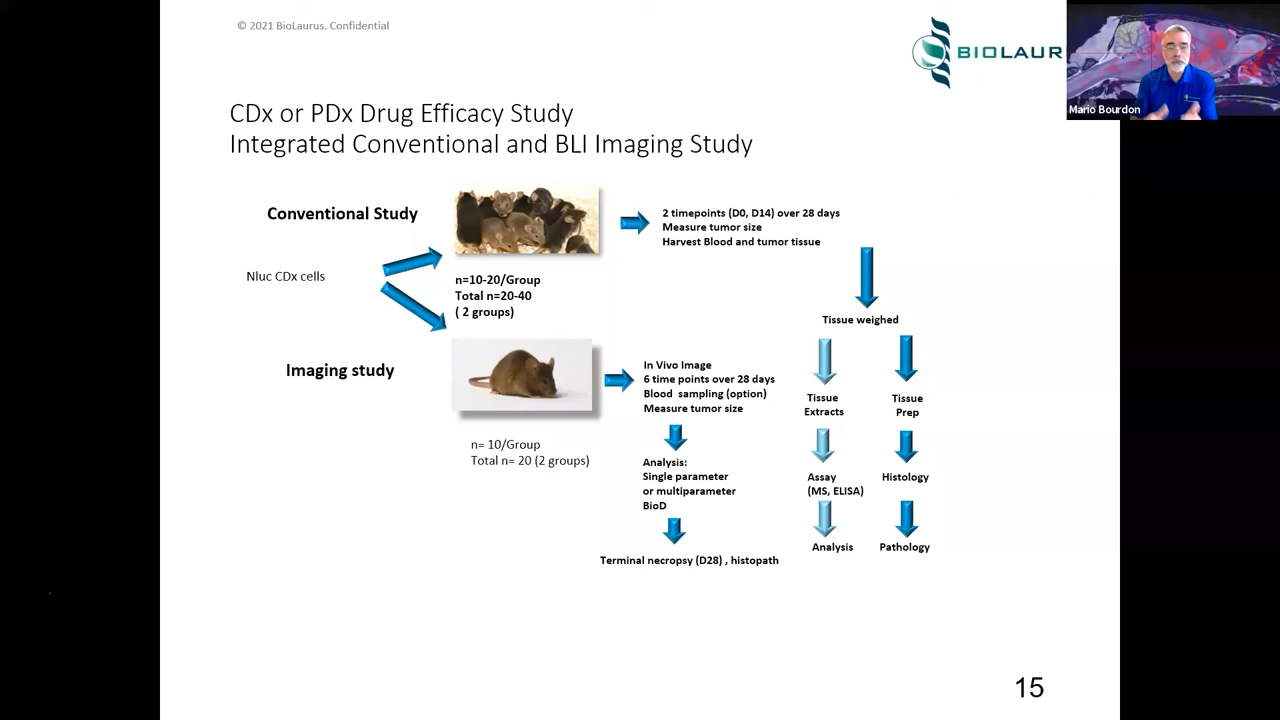 © 2021 BioLaurus. Confidential
BIOLAUR
Mario Bourdon
CDx or PDx Drug Efficacy Study
Integrated Conventional and BLI Imaging Study
Conventional Study
2 timepoints (D0, D14) over 28 days
Measure tumor size
Harvest Blood and tumor tissue
Nluc CDx cells
n=10-20/Group
Total n=20-40
( 2 groups)
Tissue weighed
Imaging study
In Vivo Image
6 time points over 28 days
Blood sampling (option)
Measure tumor size
Tissue
Extracts
Tissue
Prep
n= 10/Group
Total n= 20 (2 groups)
Analysis:
Single parameter
or multiparameter
BioD
Assay
(MS, ELISA)
Histology
Terminal necropsy (D28) , histopath
Analysis
Pathology
15